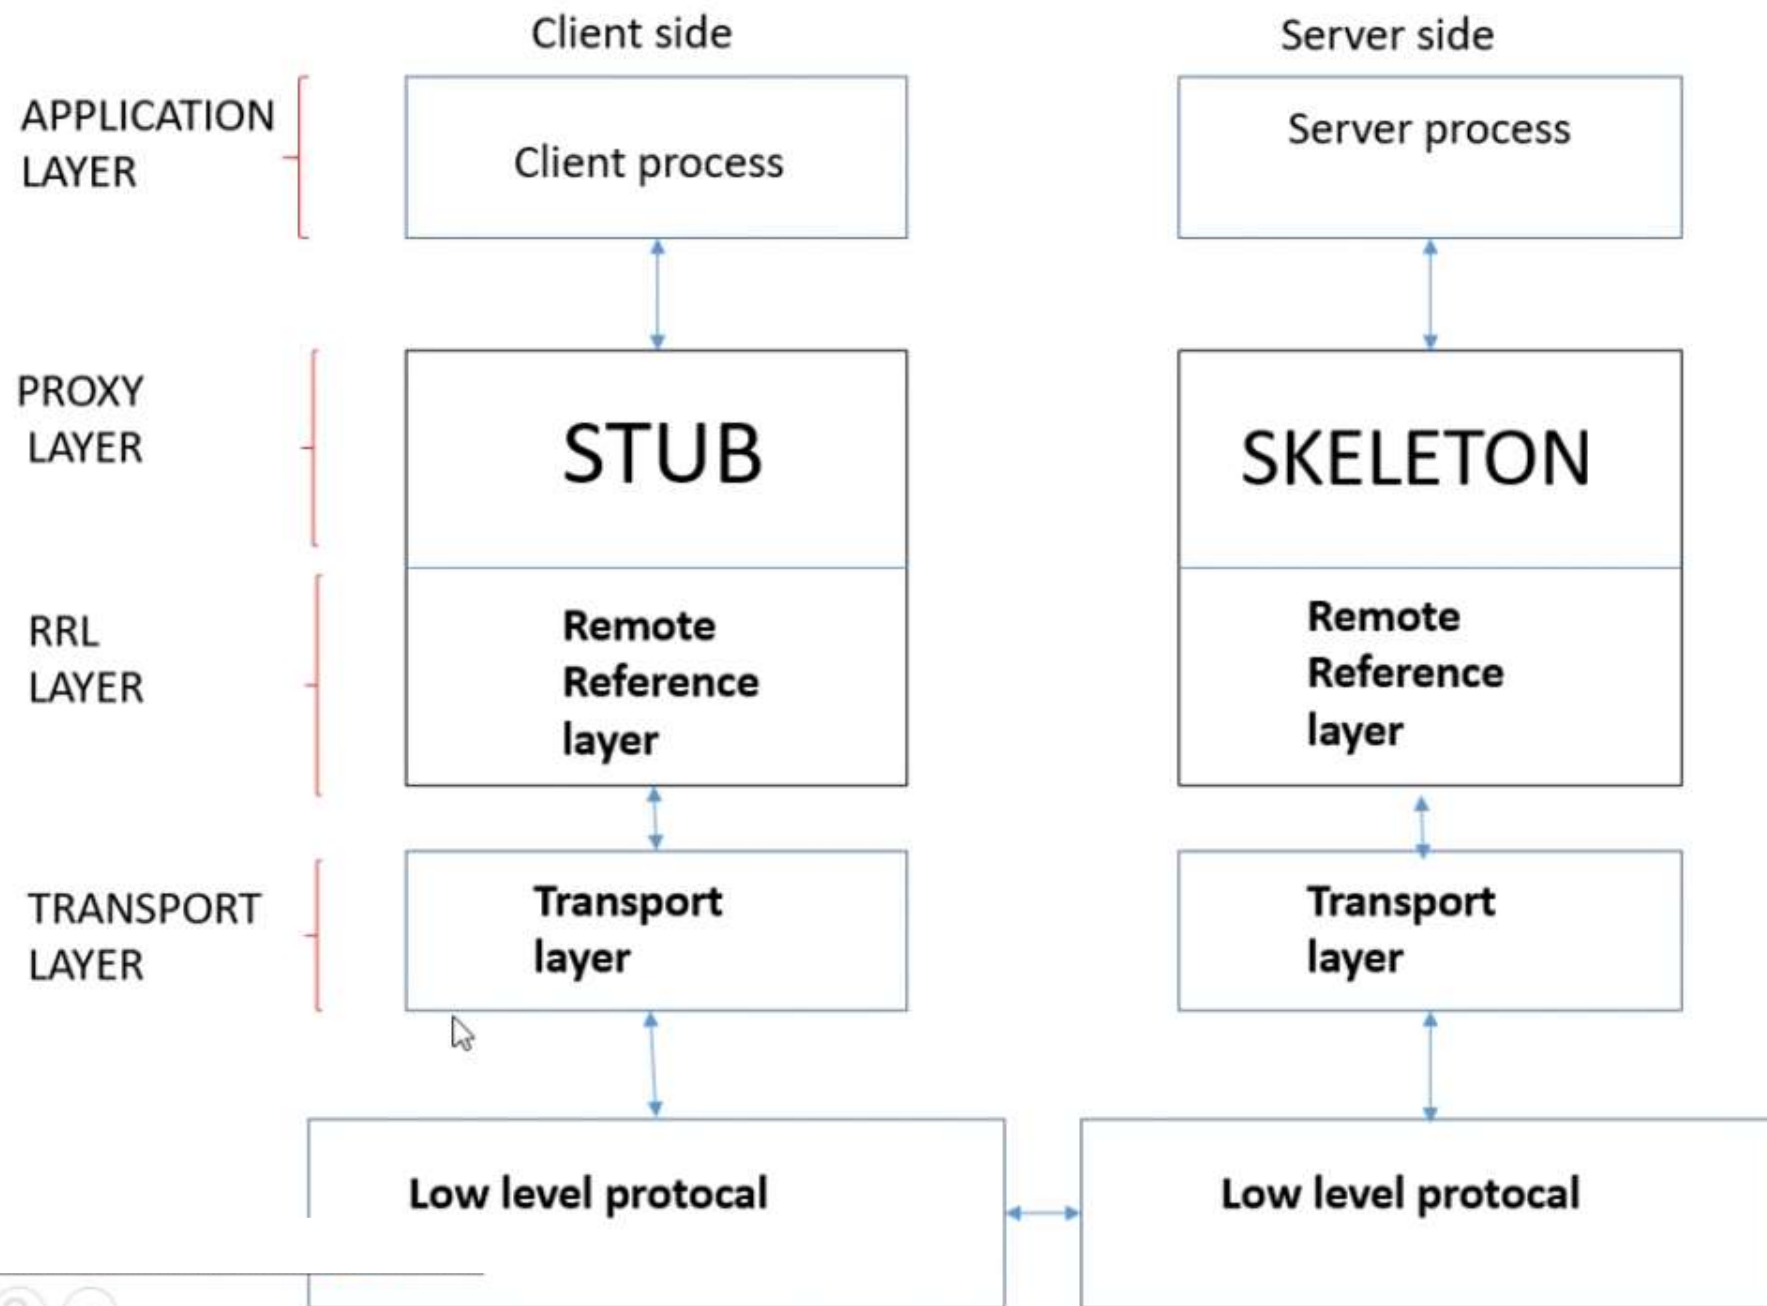 Client side
Server side
APPLICATION
LAYER
Client process
Server process
PROXY
LAYER
STUB
SKELETON
RRL
LAYER
Remote
Reference
layer
Remote
Reference
layer
TRANSPORT
LAYER
Transport
layer
Transport
layer
Low level protocal
Low level protocal